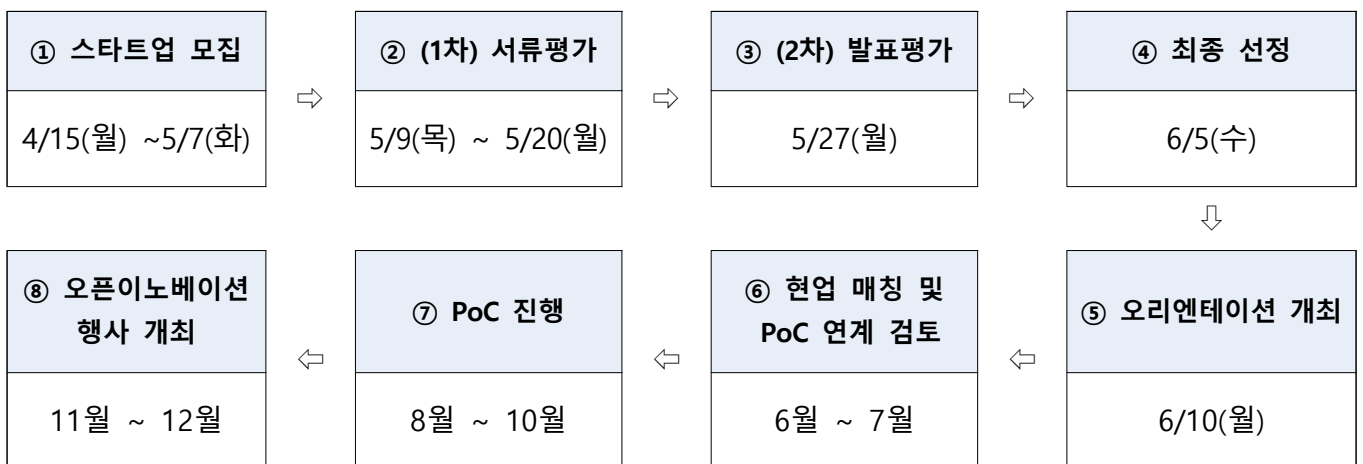 ① 스타트업 모집
4/15(월) ~5/7(화)
⇨
② (1차) 서류평가
5/9(목) ~ 5/20(월)
⇨
③ (2차) 발표평가
5/27(월)
⇨
④ 최종 선정
6/5(수)
⇩
⑤ 오리엔테이션 개최
6/10(월)
⇦
⑥ 현업 매칭 및
PoC 연계 검토
6월 ~ 7월
⇦
⑦ PoC 진행
8월 ~ 10월
⇦
⑧ 오픈이노베이션
행사 개최
11월 ~ 12월